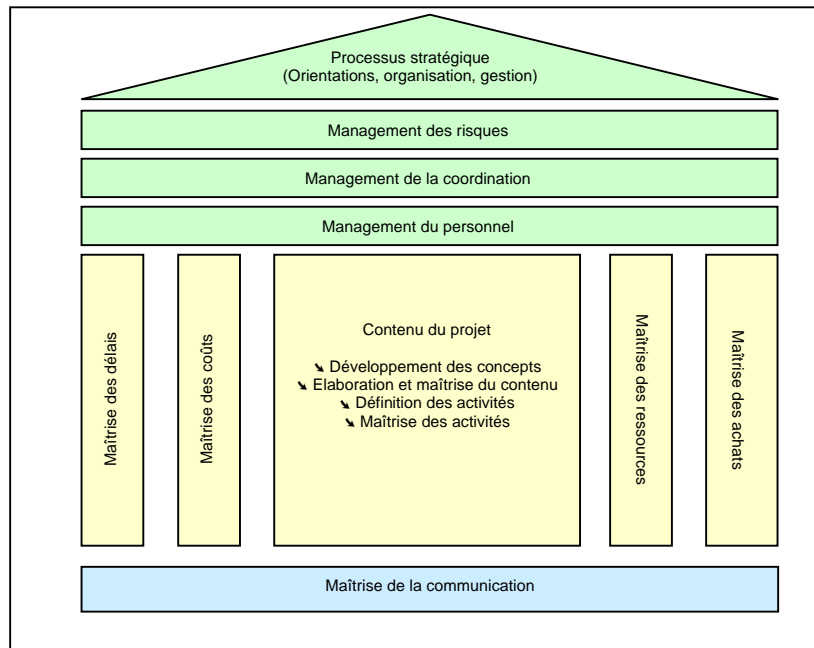 Processus stratégique
(Orientations, organisation, gestion)
Management des risques
Management de la coordination
Management du personnel
Maîtrise des délais
Maîtrise des coûts
Contenu du projet
➘ Développement des concepts
➘ Elaboration et maîtrise du contenu
➘ Définition des activités
➘ Maîtrise des activités
Maîtrise des ressources
Maîtrise des achats
Maîtrise de la communication